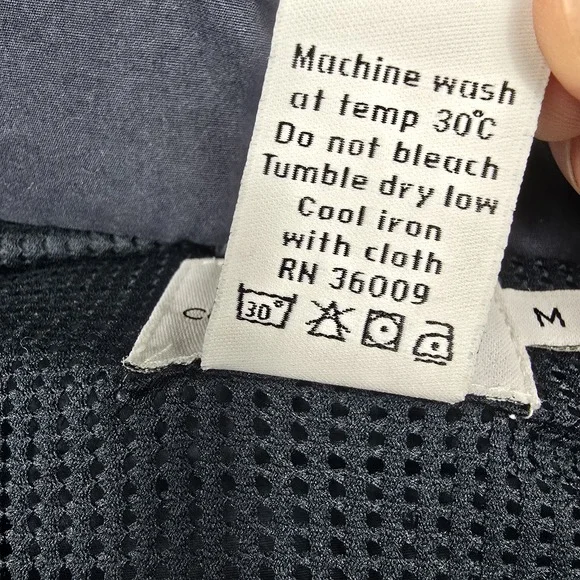 Machine wash
at temp 30°C
Do not bleach
Tumble dry low
Cool iron
with cloth
RN 36009
30°
C
M